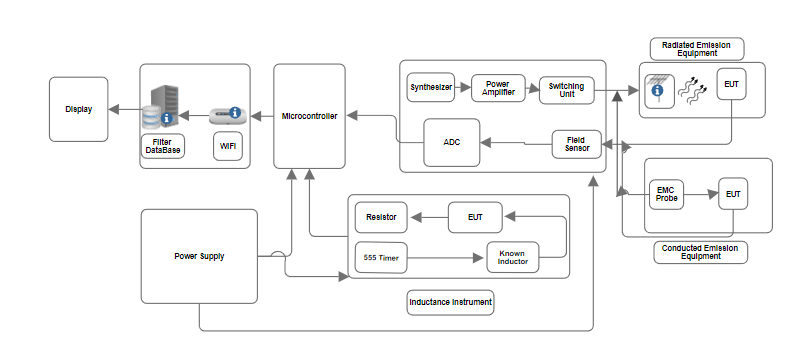 Radiated Emission
Equipment
Synthesizer
Power
Amplifier
Switching
Unit
EUT
Display
Microcontroller
Filter
DataBase
WIFI
ADC
Field
Sensor
EMC
Probe
EUT
Resistor
EUT
Power Supply
555 Timer
Known
Inductor
Conducted Emission
Equipment
Inductance Instrument